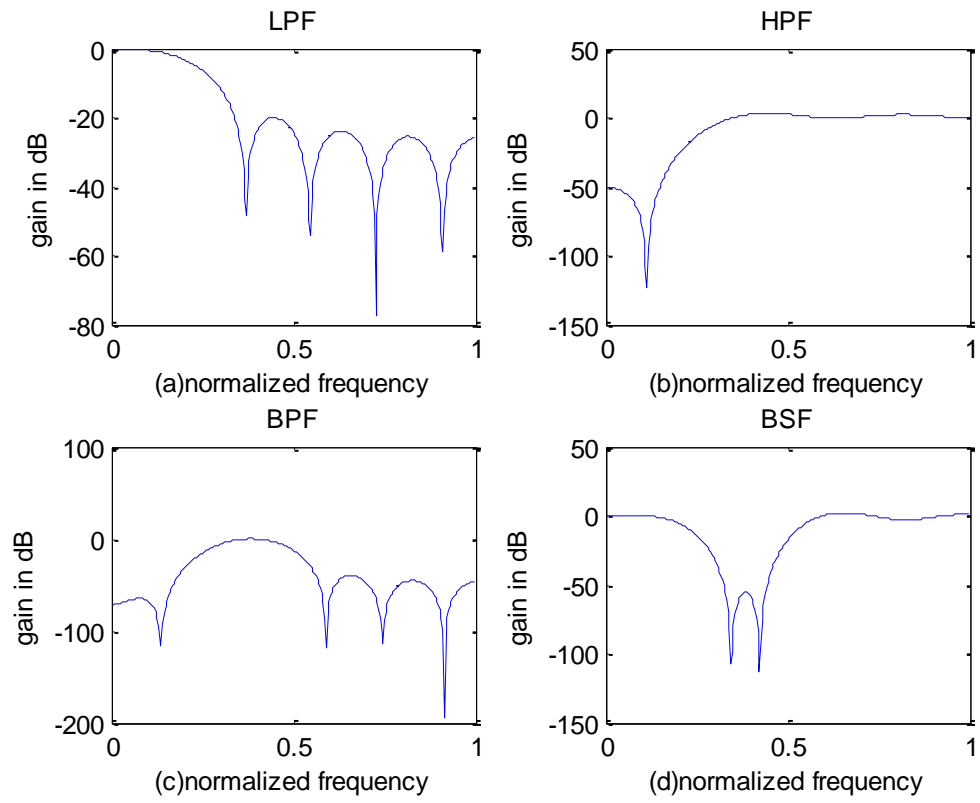 LPF
0
-20
-40
-60
-80
gain in dB
0
0.5
1
(a)normalized frequency
HPF
50
0
-50
-100
-150
gain in dB
0
0.5
1
(b)normalized frequency
BPF
100
0
-100
-200
gain in dB
0
0.5
1
(c)normalized frequency
BSF
50
0
-50
-100
-150
gain in dB
0
0.5
1
(d)normalized frequency